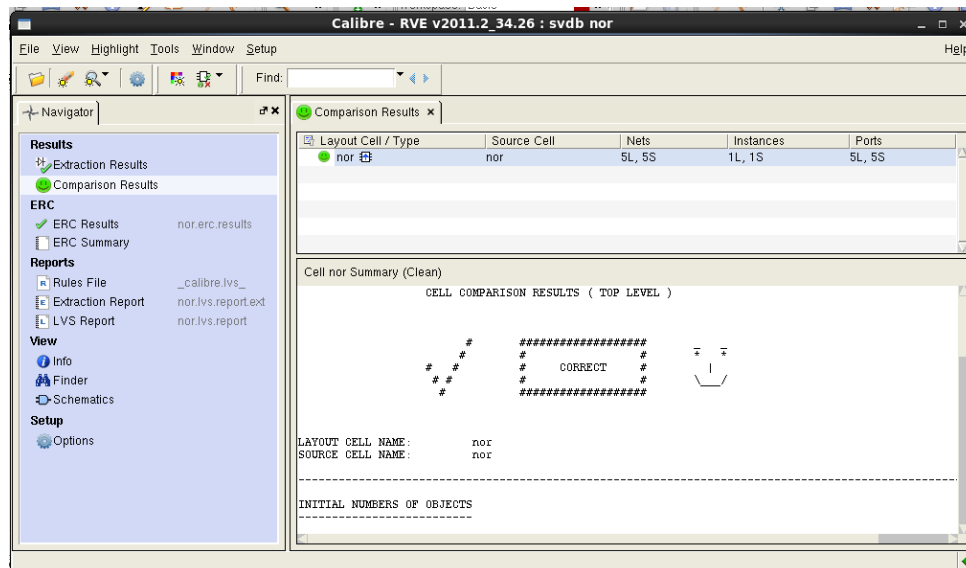 Calibre - RVE v2011.2_34.26 : svdb nor
File View Highlight Tools Window Setup Help
Find:
Navigator
Comparison Results
Results
Extraction Results
Comparison Results
ERC
ERC Results nor.erc.results
ERC Summary
Reports
Rules File _calibre.lvs_
Extraction Report nor.lvs.report.ext
LVS Report nor.lvs.report
View
Info
Finder
Schematics
Setup
Options
Layout Cell / Type Source Cell Nets Instances Ports
nor nor 5L, 5S 1L, 1S 5L, 5S
Cell nor Summary (Clean)
CELL COMPARISON RESULTS ( TOP LEVEL )
CORRECT
LAYOUT CELL NAME: nor
SOURCE CELL NAME: nor
INITIAL NUMBERS OF OBJECTS